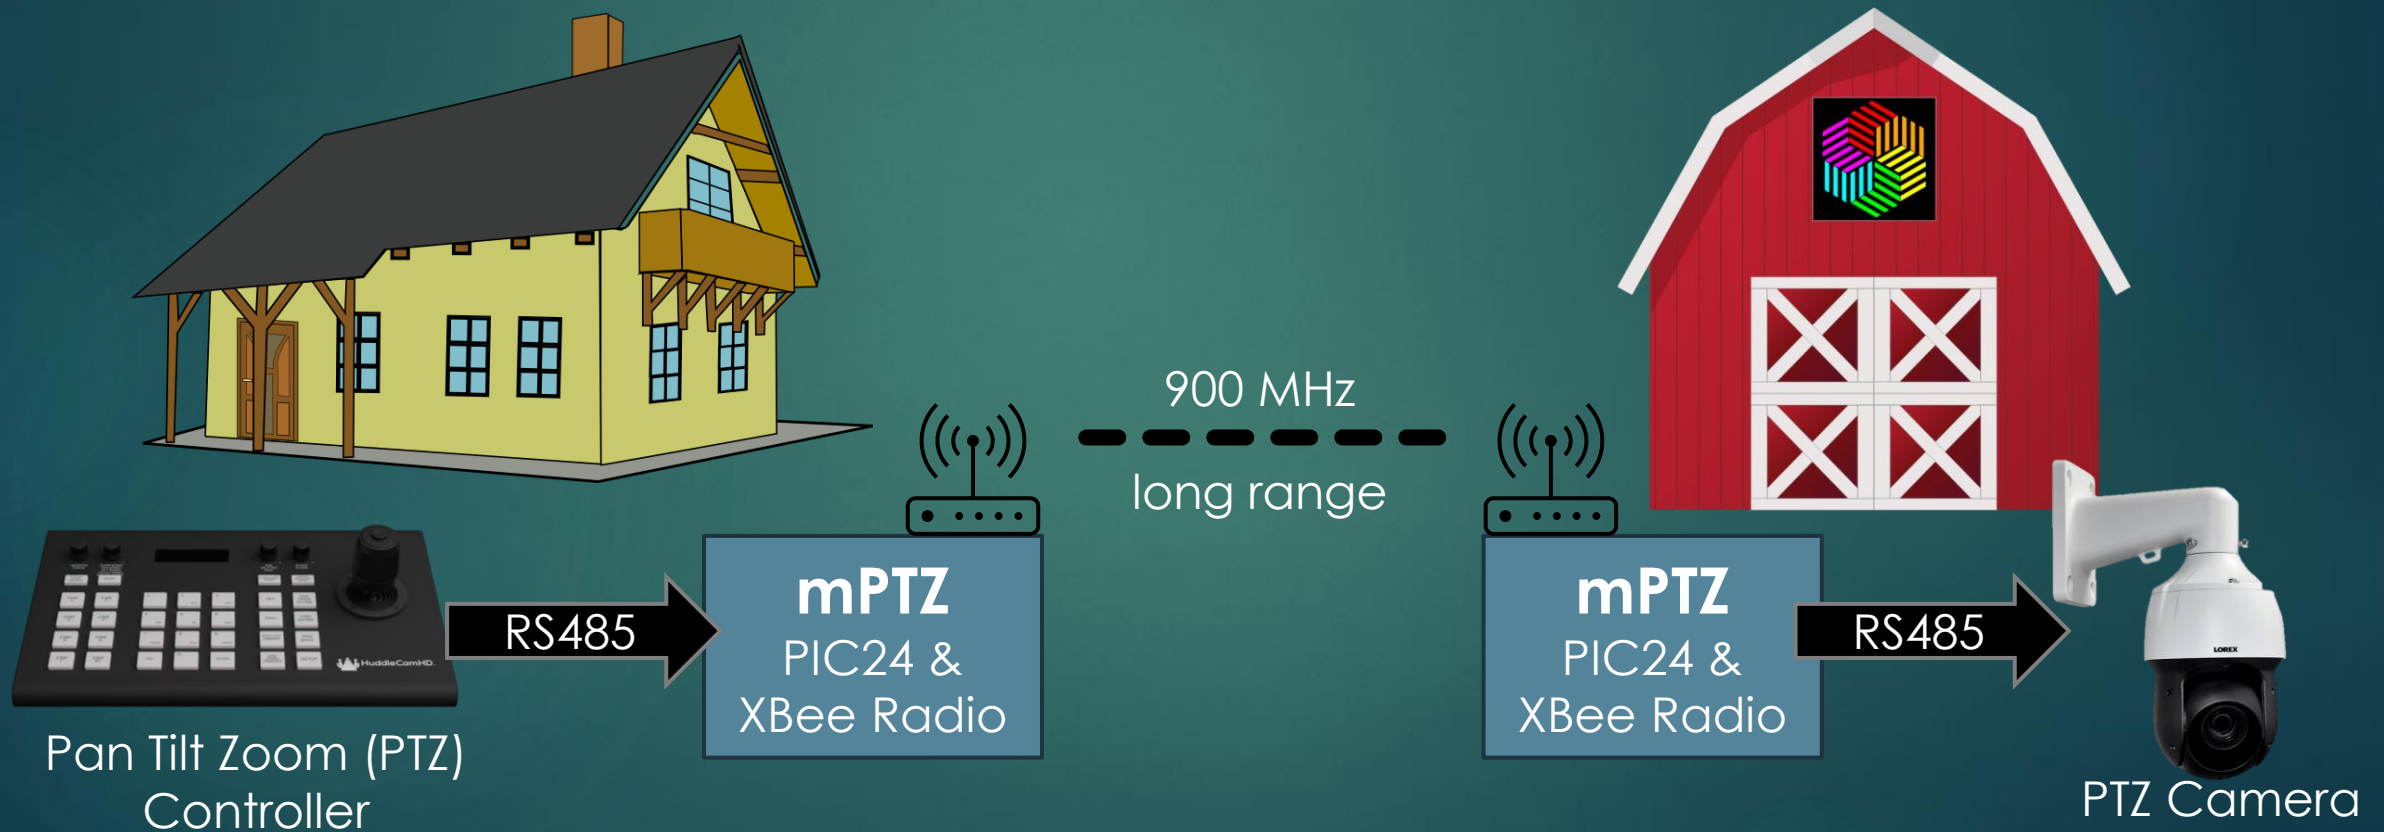 900 MHz
long range
mPTZ
PIC24 &
XBee Radio
RS485
HuddleCamHD.
Pan Tilt Zoom (PTZ)
Controller
mPTZ
PIC24 &
XBee Radio
RS485
LOREX
PTZ Camera